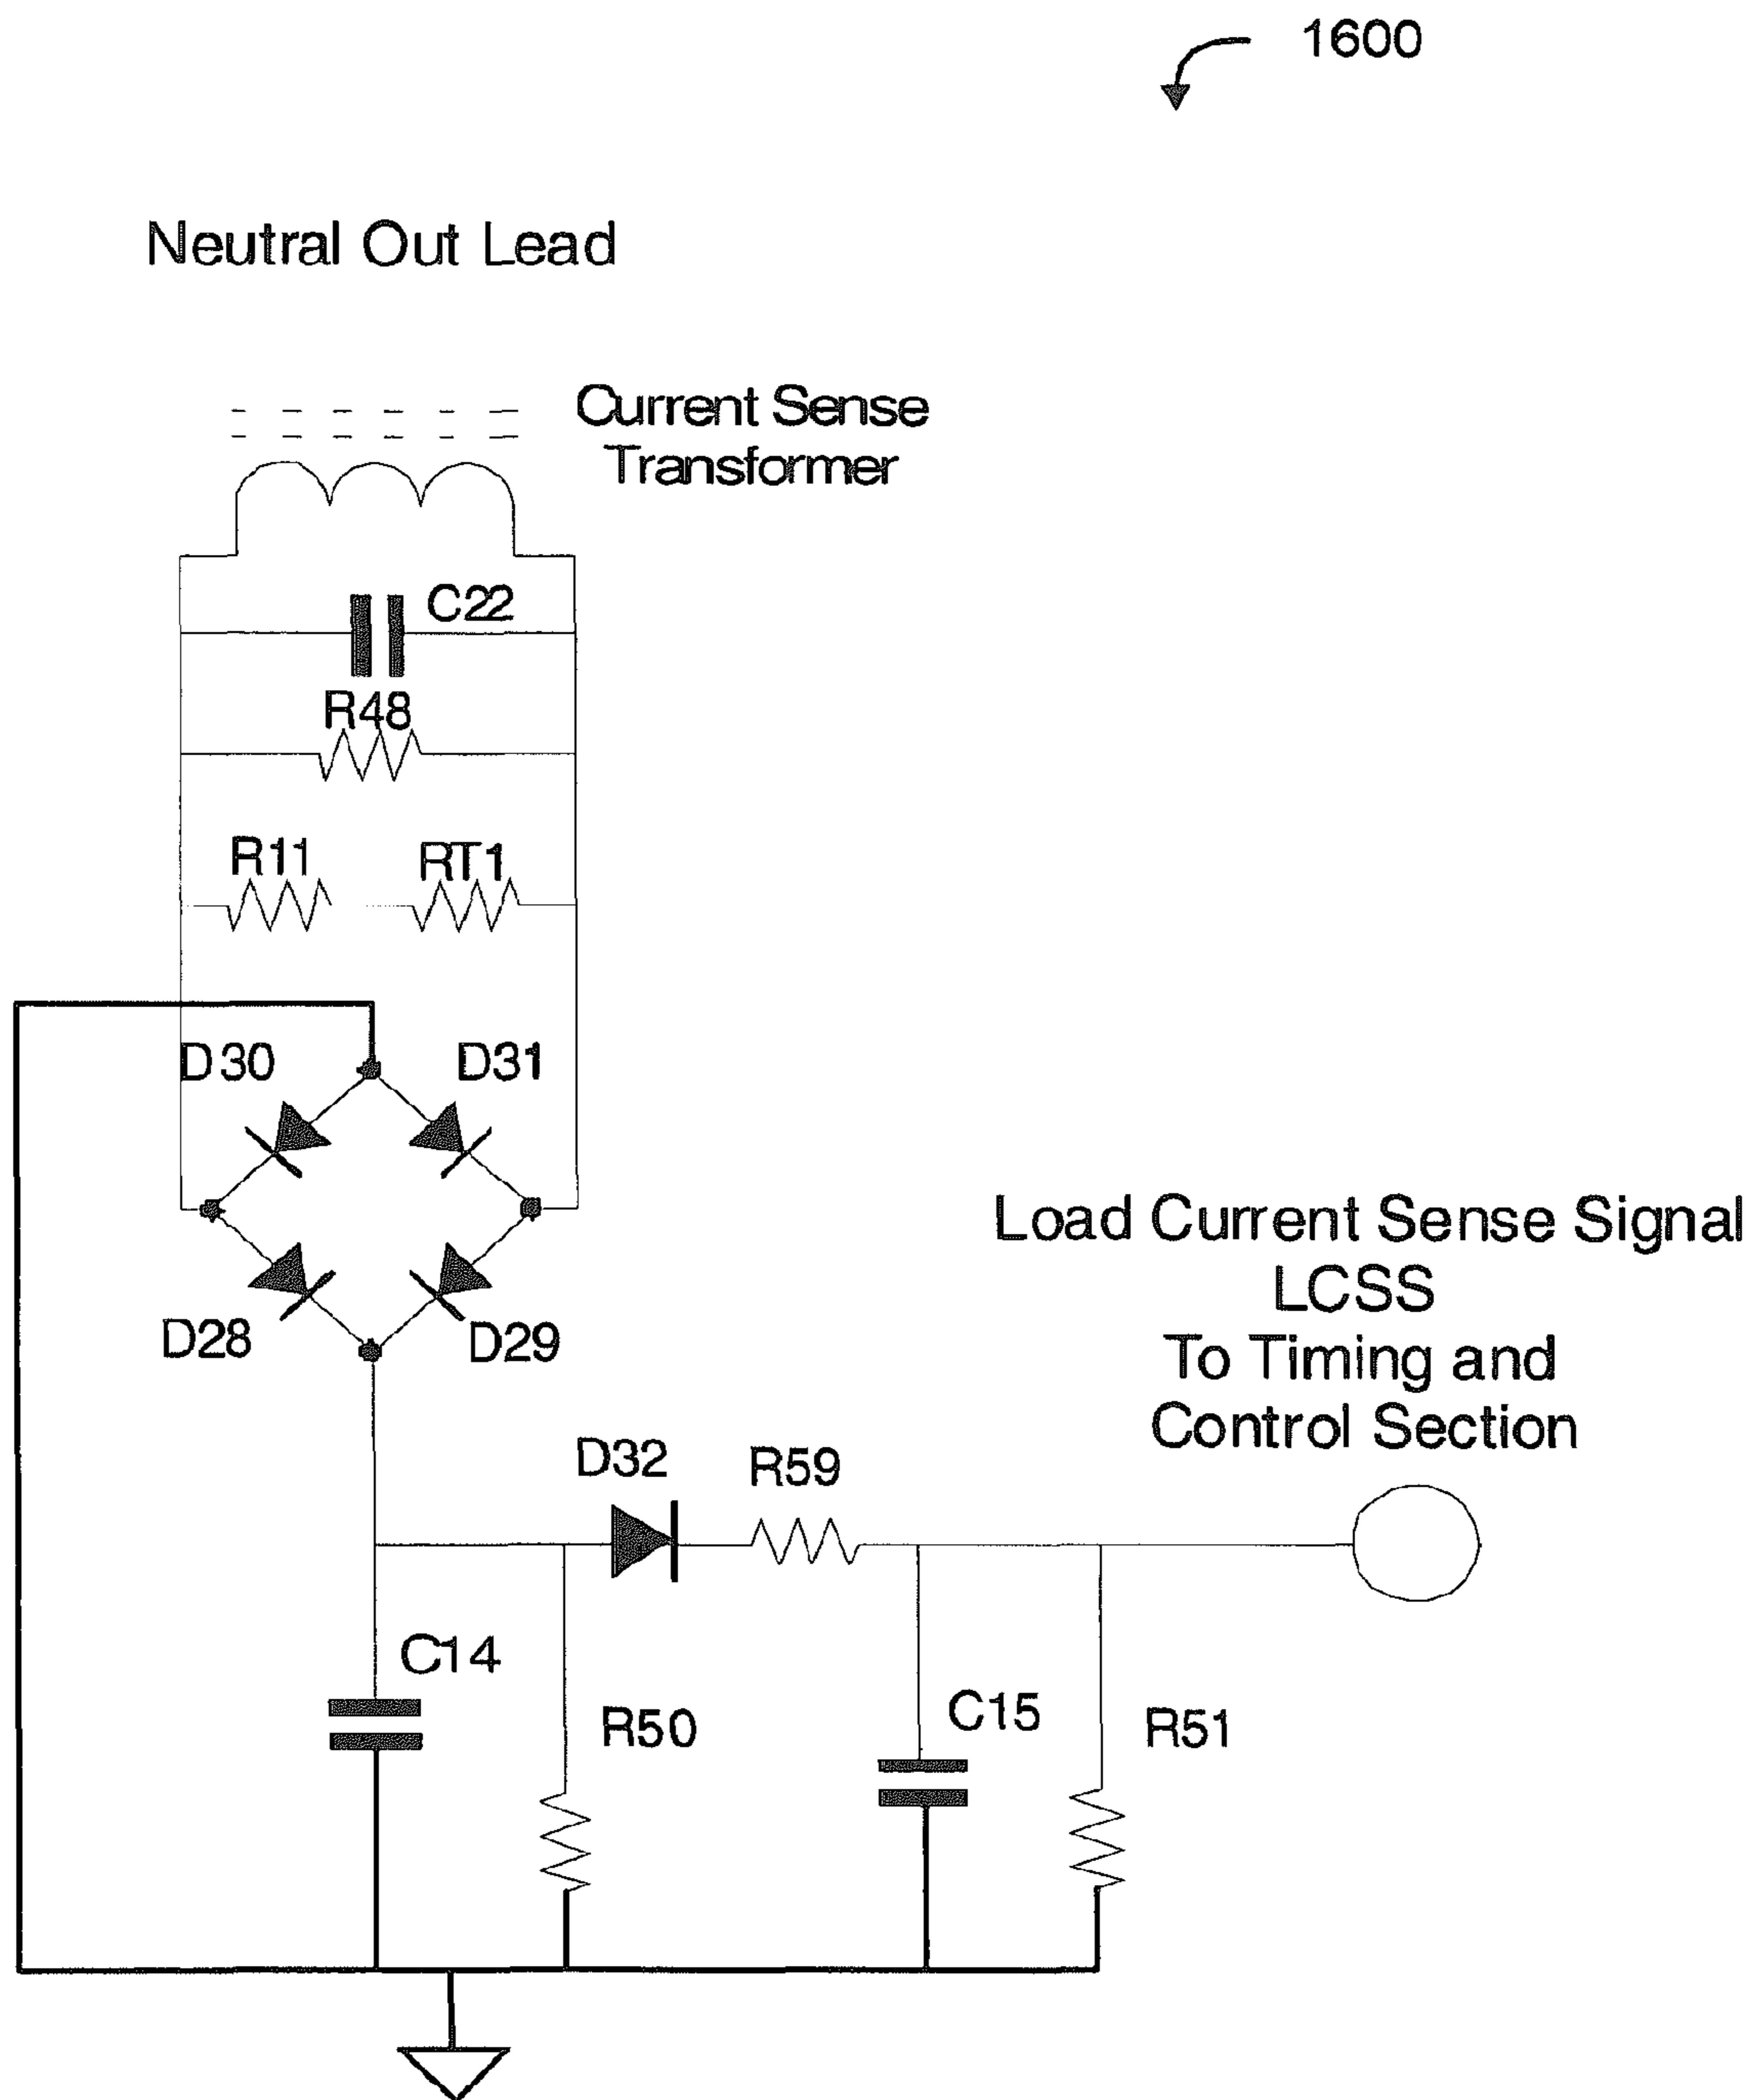 1600
Neutral Out Lead
Current Sense
Transformer
C22
R48
R11 RT1
D30 D31
D28 D29
Load Current Sense Signal
LCSS
To Timing and
Control Section
D32 R59
C14
R50
C15
R51